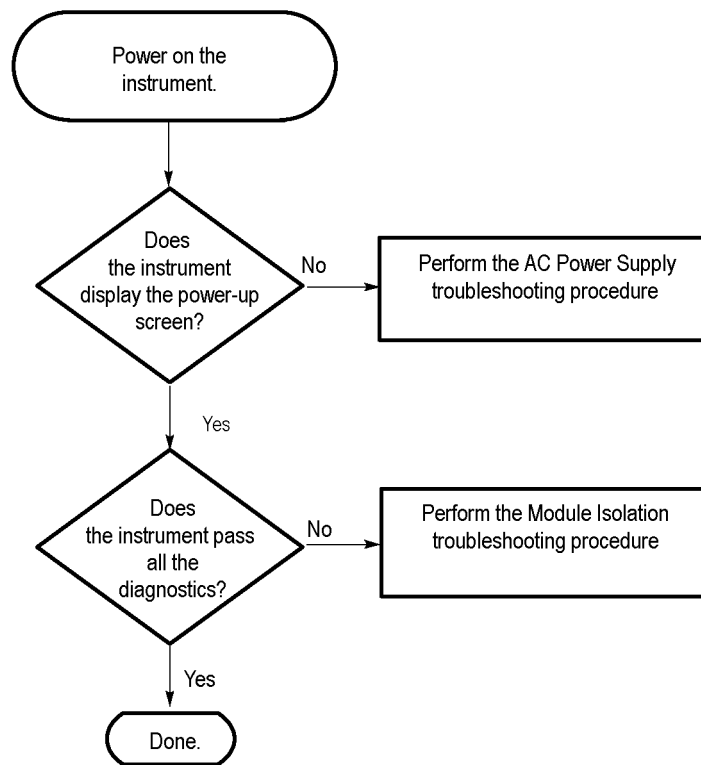 Power on the
instrument.
Does
the instrument
display the power-up
screen?
No
Perform the AC Power Supply
troubleshooting procedure
Yes
Does
the instrument pass
all the
diagnostics?
No
Perform the Module Isolation
troubleshooting procedure
Yes
Done.